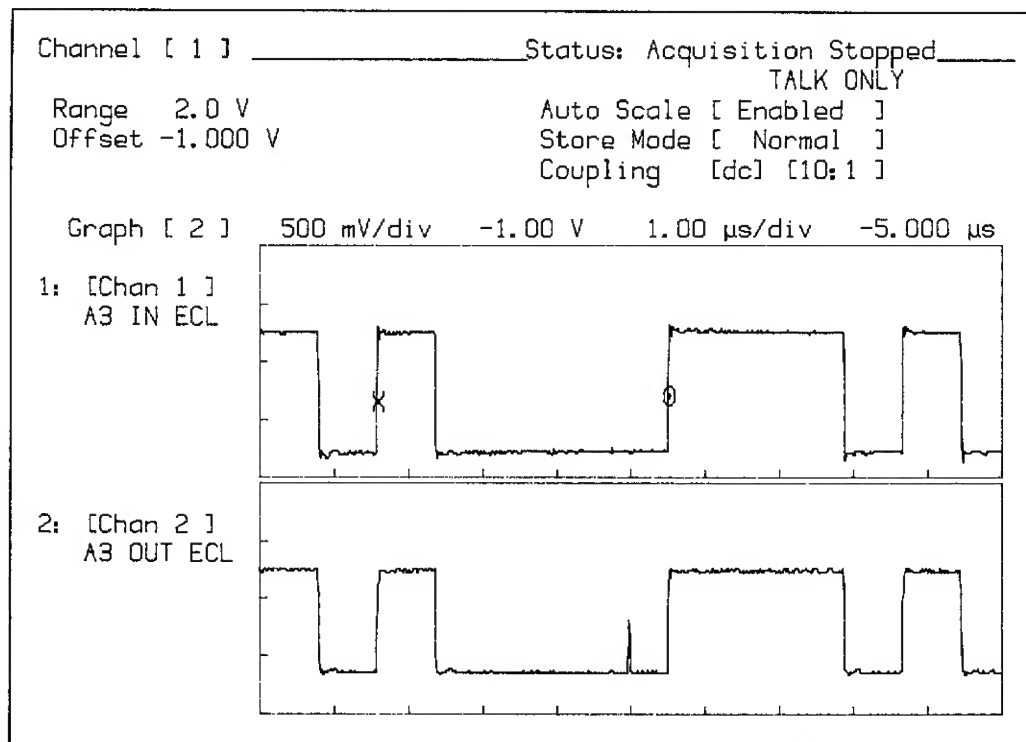 Channel [ 1 ] Status: Acquisition Stopped
TALK ONLY
Range 2.0 V Auto Scale [ Enabled ]
Offset -1.000 V Store Mode [ Normal ]
Coupling [dc] [10:1 ]
Graph [ 2 ] 500 mV/div -1.00 V 1.00 µs/div -5.000 µs
1: [Chan 1 ]
A3 IN ECL
2: [Chan 2 ]
A3 OUT ECL